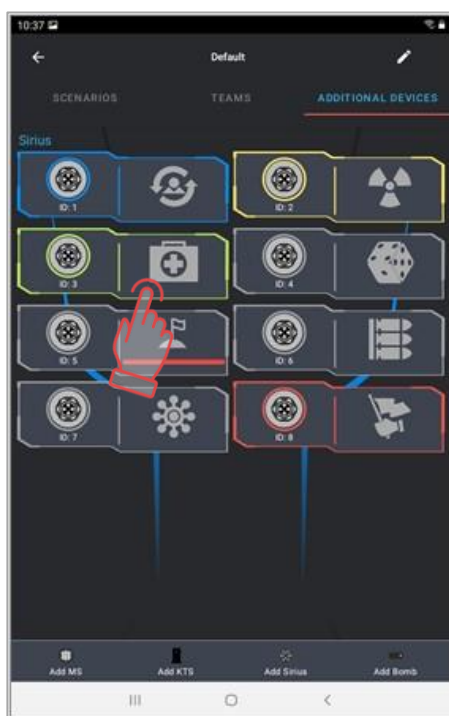 10:37
Default
SCENARIOS TEAMS ADDITIONAL DEVICES
Sirius
ID: 1 ID: 2
ID: 3 ID: 4
ID: 5 ID: 6
ID: 7 ID: 8
Add MS Add KTS Add Sirius Add Bomb